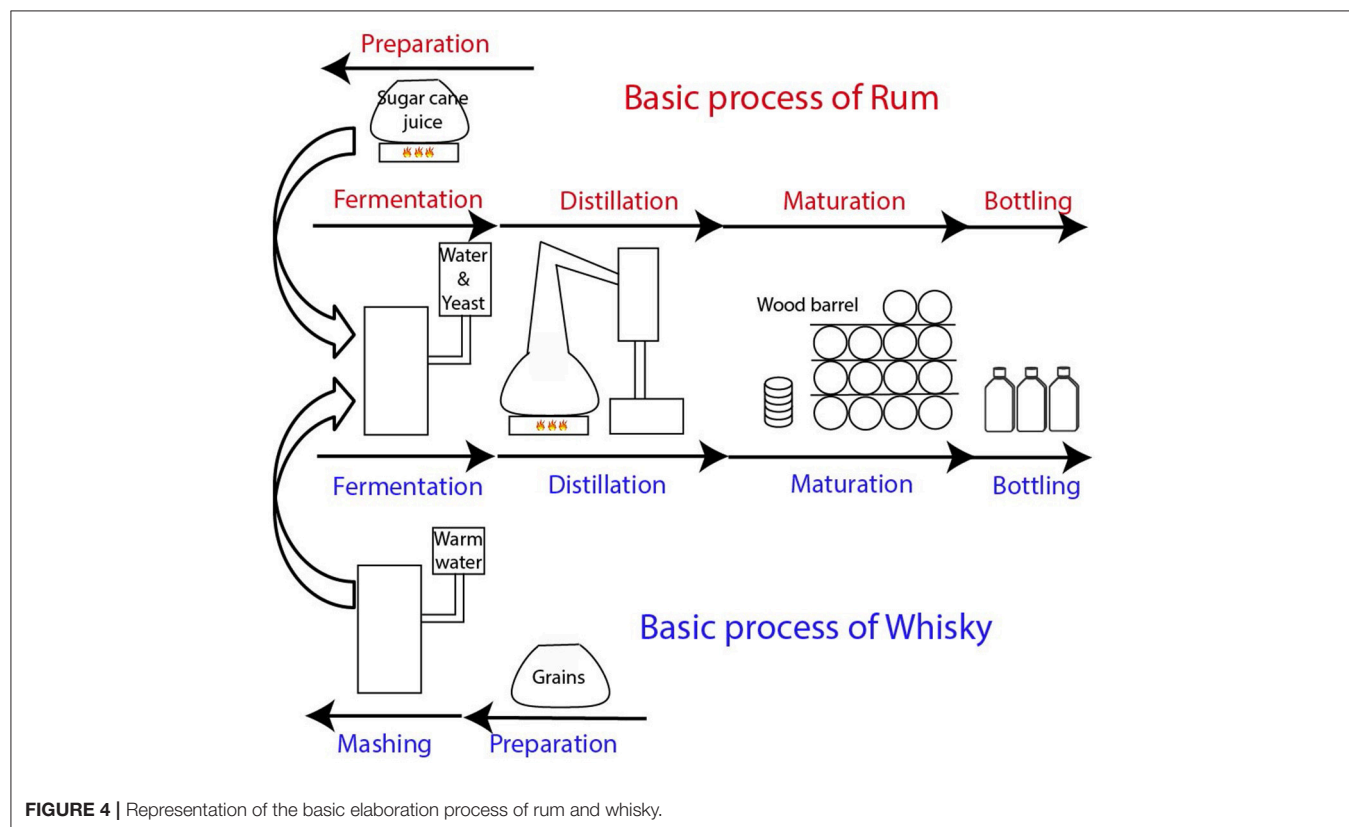 Preparation
Sugar cane
juice
Basic process of Rum
Fermentation
Distillation
Maturation
Bottling
Water
&
Yeast
Wood barrel
Fermentation
Distillation
Maturation
Bottling
Warm
water
Basic process of Whisky
Grains
Mashing
Preparation
FIGURE 4 | Representation of the basic elaboration process of rum and whisky.